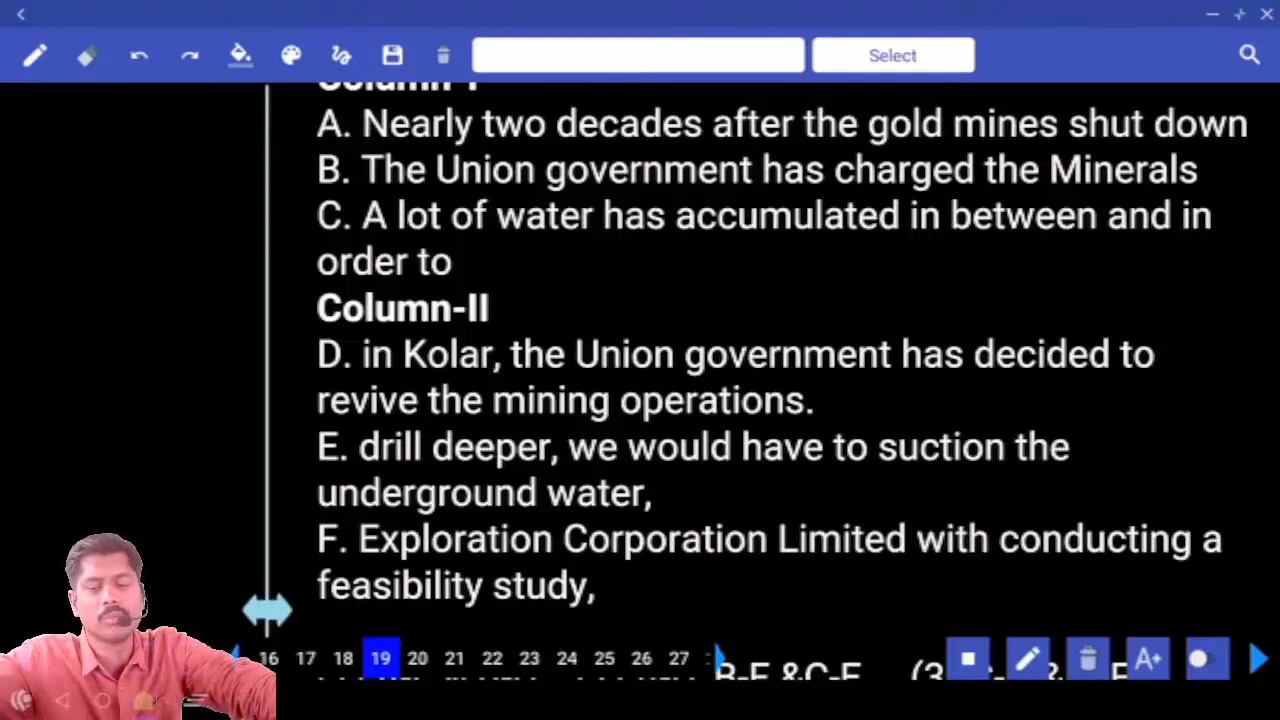 Select
A. Nearly two decades after the gold mines shut down
B. The Union government has charged the Minerals
C. A lot of water has accumulated in between and in
order to
Column-II
D. in Kolar, the Union government has decided to
revive the mining operations.
E. drill deeper, we would have to suction the
underground water,
F. Exploration Corporation Limited with conducting a
feasibility study,
16 17 18 19 20 21 22 23 24 25 26 27
A+